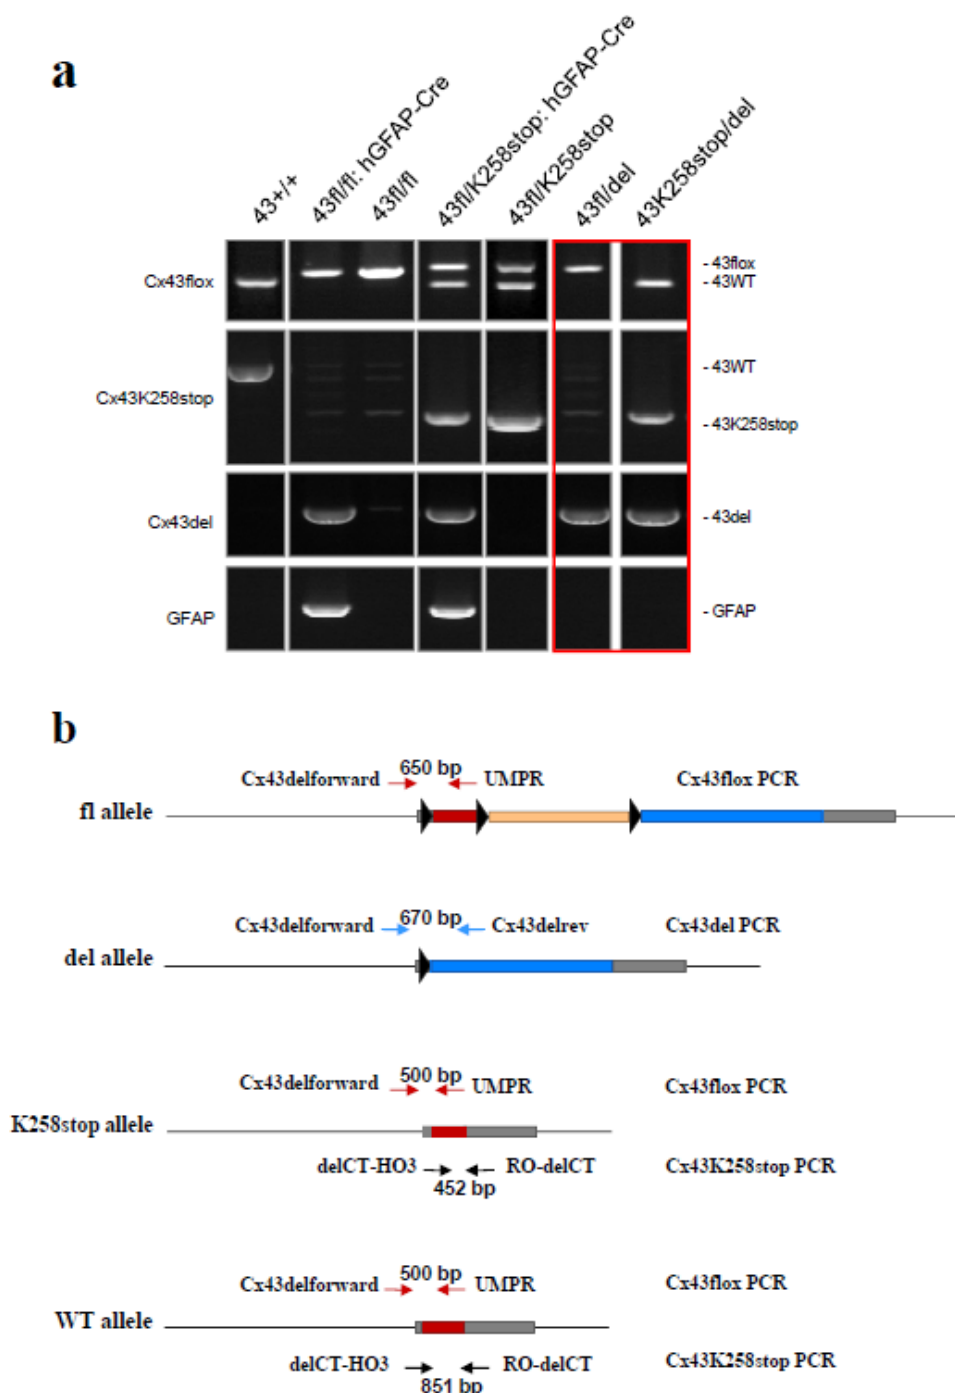 a
43+/+
43fl/fl: hGFAP-Cre
43fl/fl
43fl/K258stop: hGFAP-Cre
43fl/K258stop
43fl/del
43K258stop/del
Cx43flox
- 43flox
- 43WT
Cx43K258stop
- 43WT
- 43K258stop
Cx43del
- 43del
GFAP
- GFAP
b
650 bp
Cx43delforward UMPR Cx43flox PCR
fl allele
670 bp
Cx43delforward Cx43delrev Cx43del PCR
del allele
500 bp
Cx43delforward UMPR Cx43flox PCR
K258stop allele
delCT-HO3 RO-delCT Cx43K258stop PCR
452 bp
500 bp
Cx43delforward UMPR Cx43flox PCR
WT allele
delCT-HO3 RO-delCT Cx43K258stop PCR
851 bp